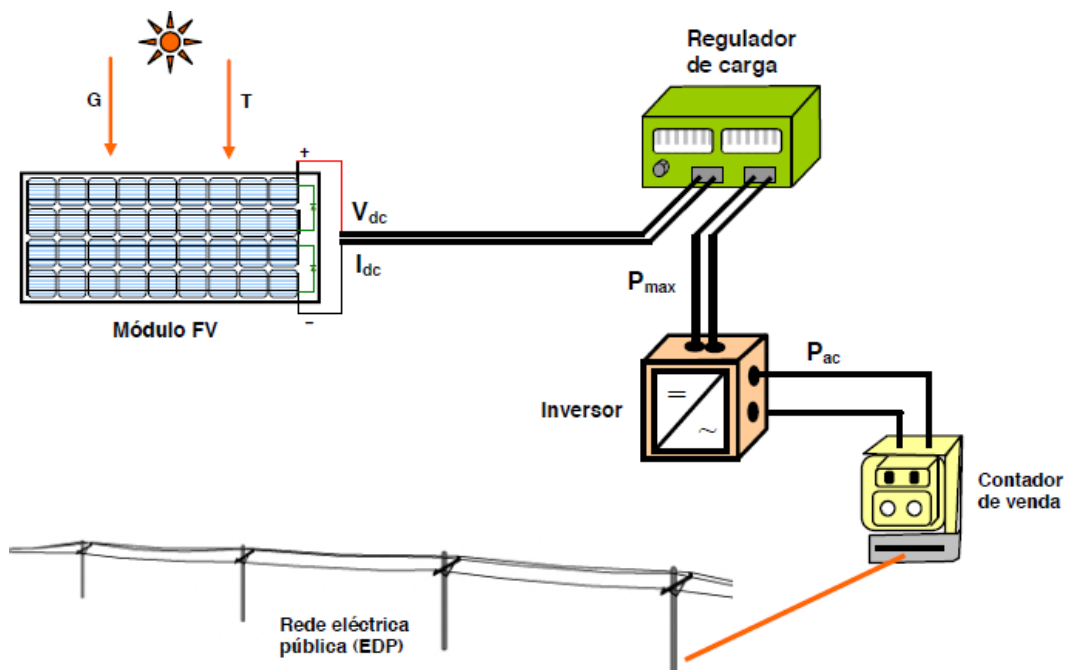 Regulador
de carga
G
T
+
V dc
I dc
–
Módulo FV
P max
P ac
Inversor
=
~
Contador
de venda
Rede eléctrica
pública (EDP)